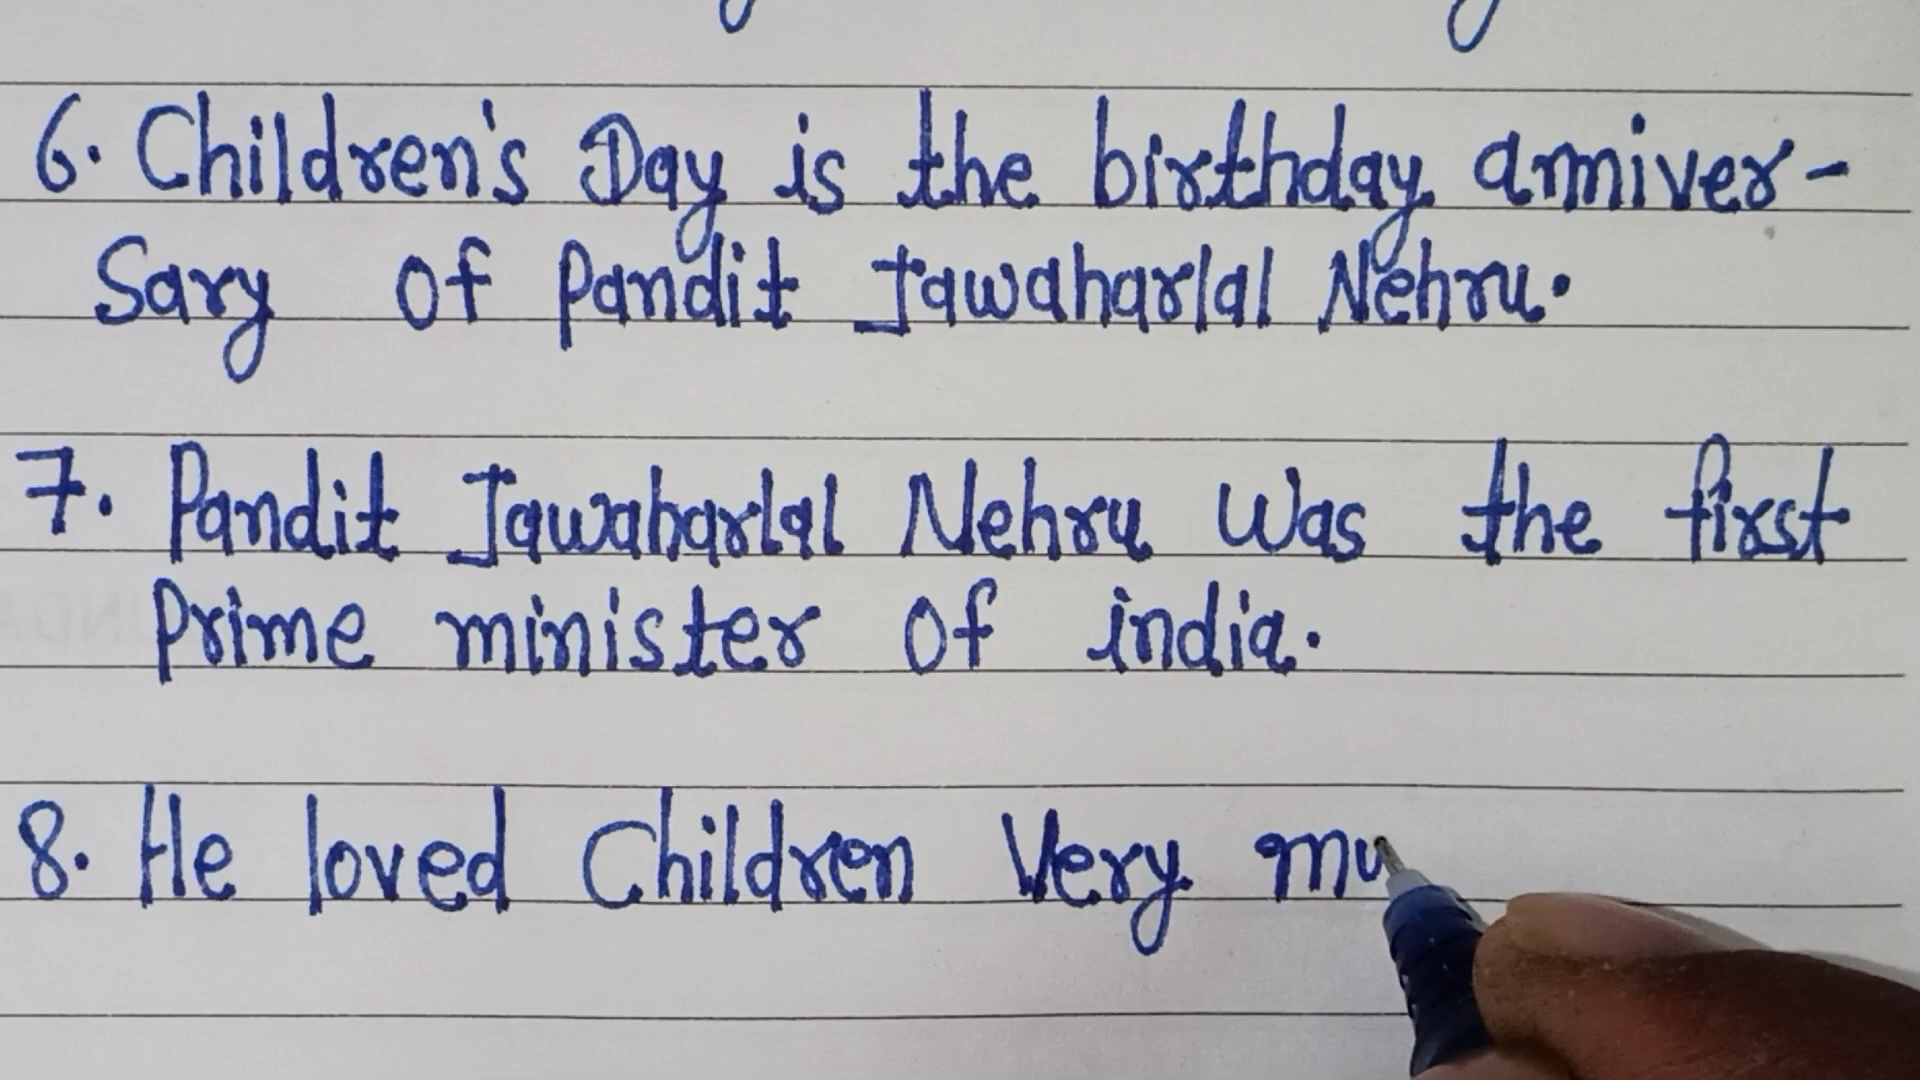 6. Children's Day is the birthday anniver-
Sary of Pandit Jawaharlal Nehru.
7. Pandit Jawaharlal Nehru Was the first
Prime minister of india.
8. He loved Children Very mu